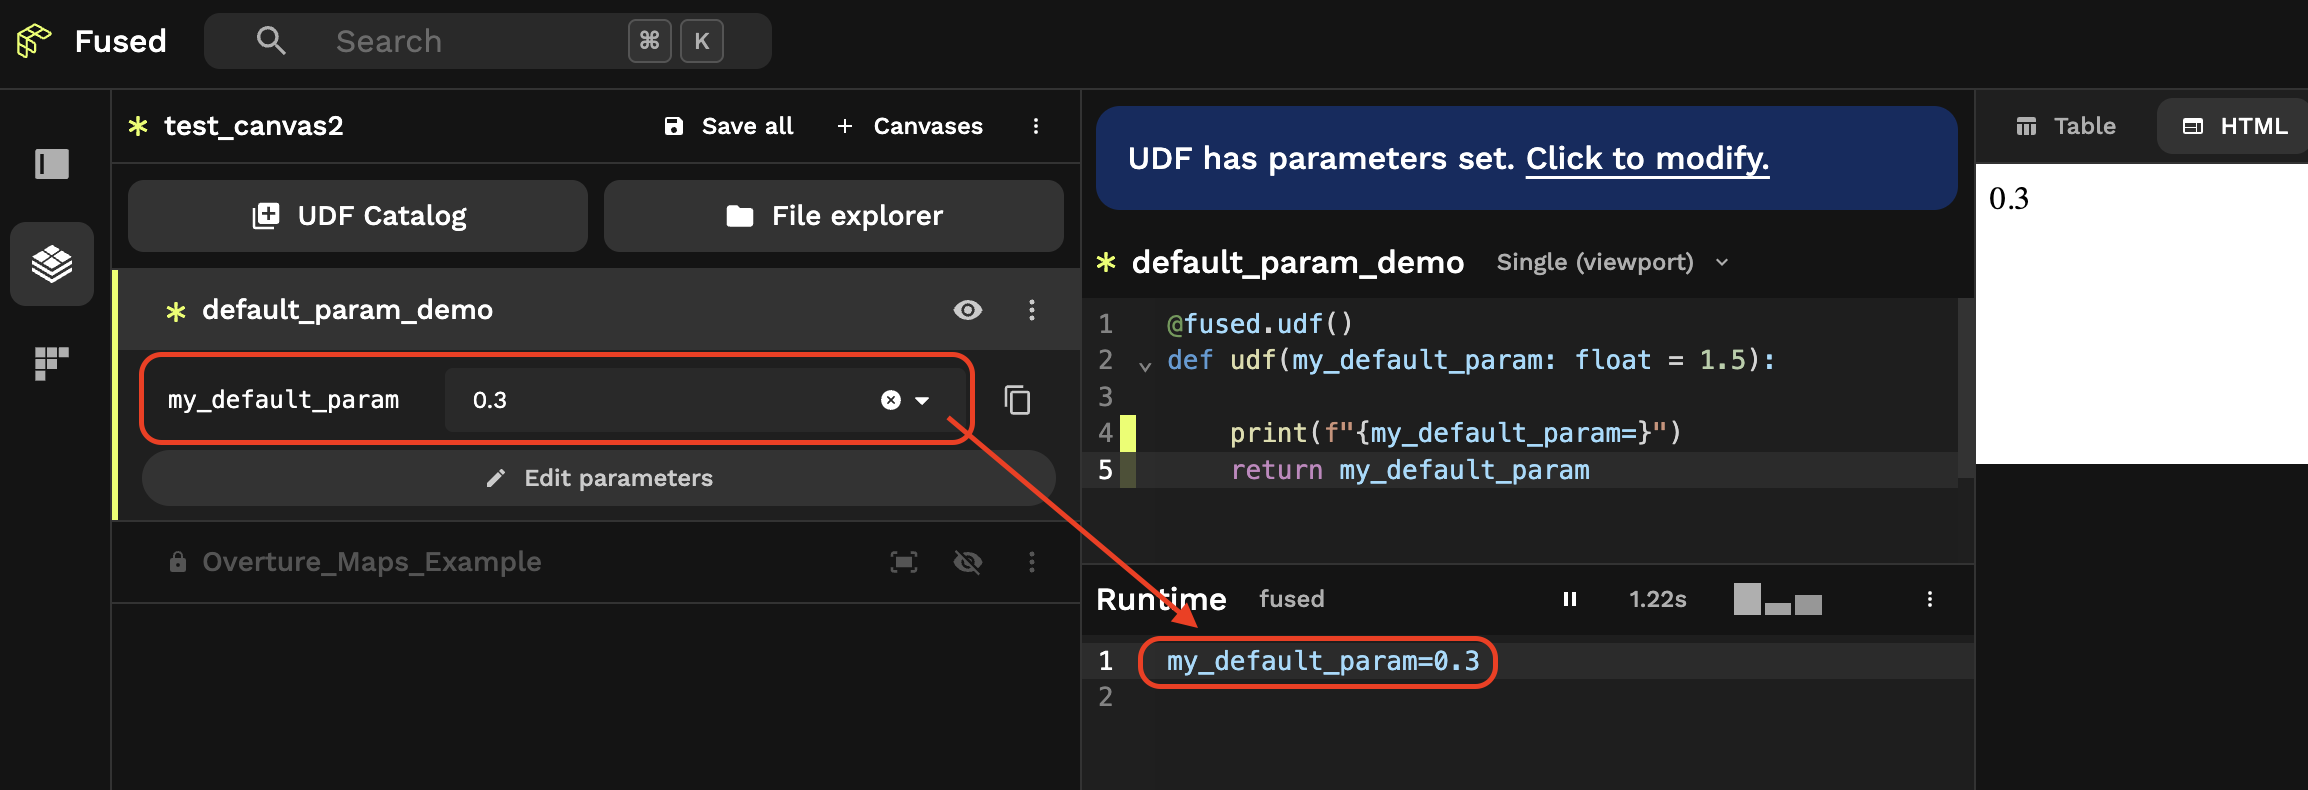 Fused
Search
⌘ K
test_canvas2
Save all
+ Canvases
UDF Catalog
File explorer
default_param_demo
my_default_param 0.3
Edit parameters
Overture_Maps_Example
UDF has parameters set. Click to modify.
default_param_demo Single (viewport)
1 @fused.udf()
2 def udf(my_default_param: float = 1.5):
3
4 print(f"{my_default_param=}")
5 return my_default_param
Runtime fused 1.22s
1 my_default_param=0.3
2
Table
HTML
0.3